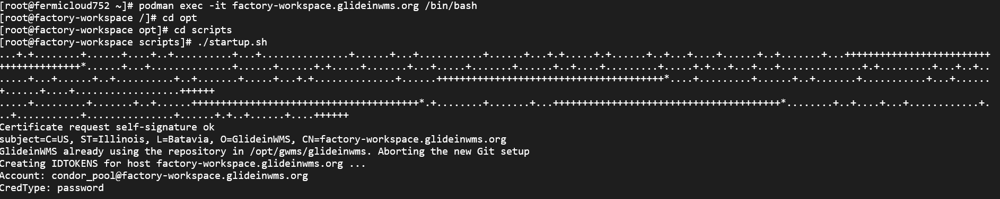 [root@fermicloud752 ~]# podman exec -it factory-workspace.glideinwms.org /bin/bash
[root@factory-workspace /]# cd opt
[root@factory-workspace opt]# cd scripts
[root@factory-workspace scripts]# ./startup.sh
...+.+........+......+....+..+..........+...+...............+......+...+...........+......+...+.+.....+.+......+..+...+....+......+..+.......+...+++++++++++++++++++++++++
++++++++++++++*......+...+..............+......+......+.+.....+.......+...+.....+........+......+..+....+.........+.....+.+...+...+...+..............+.+.........+...+..+..
.....+...+......+..+..........+..+.......+.....+...+.+..............+......+++++++++++++++++++++++++++++++++++++++*....+.........+......+..+.......+...........+...+......
+......+....+..................++++++
.....+.........+.......+..+......+++++++++++++++++++++++++++++++++++++++*.+........+.......+...+++++++++++++++++++++++++++++++++++++++*........+..+....+...+............+.
..+...........+...............+......+.+..+......+....++++++
Certificate request self-signature ok
subject=C=US, ST=Illinois, L=Batavia, O=GlideinWMS, CN=factory-workspace.glideinwms.org
GlideinWMS already using the repository in /opt/gwms/glideinwms. Aborting the new Git setup
Creating IDTOKENS for host factory-workspace.glideinwms.org ...
Account: condor_pool@factory-workspace.glideinwms.org
CredType: password